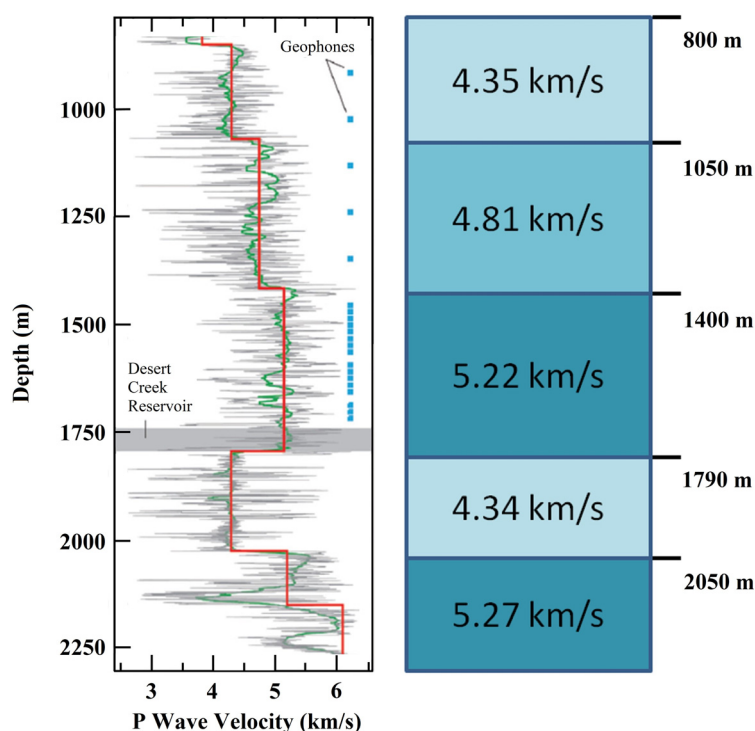 Geophones
1000
1250
1500
1750
2000
2250
Depth (m)
Desert
Creek
Reservoir
3 4 5 6
P Wave Velocity (km/s)
4.35 km/s
4.81 km/s
5.22 km/s
4.34 km/s
5.27 km/s
800 m
1050 m
1400 m
1790 m
2050 m